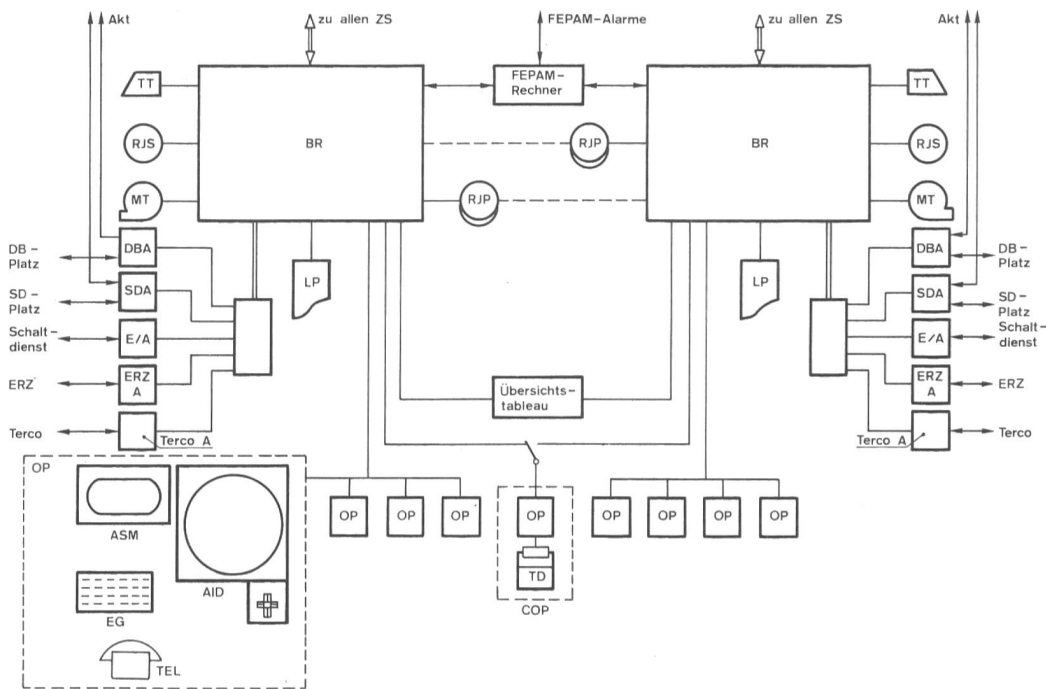 Akt
zu allen ZS
FEPAM-Alarme
zu allen ZS
Akt
TT
BR
FEPAM-
Rechner
BR
TT
RJS
RJP
RJS
MT
RJP
MT
DB-
Platz
DBA
LP
LP
DBA
DB-
Platz
SD-
Platz
SDA
SDA
SD-
Platz
Schalt-
dienst
E/A
E/A
Schalt-
dienst
ERZ
ERZ
A
Übersichts-
tableau
ERZ
A
ERZ
Terco
Terco A
Terco A
Terco
OP
ASM
AID
EG
TEL
OP
OP
OP
OP
TD
COP
OP
OP
OP
OP